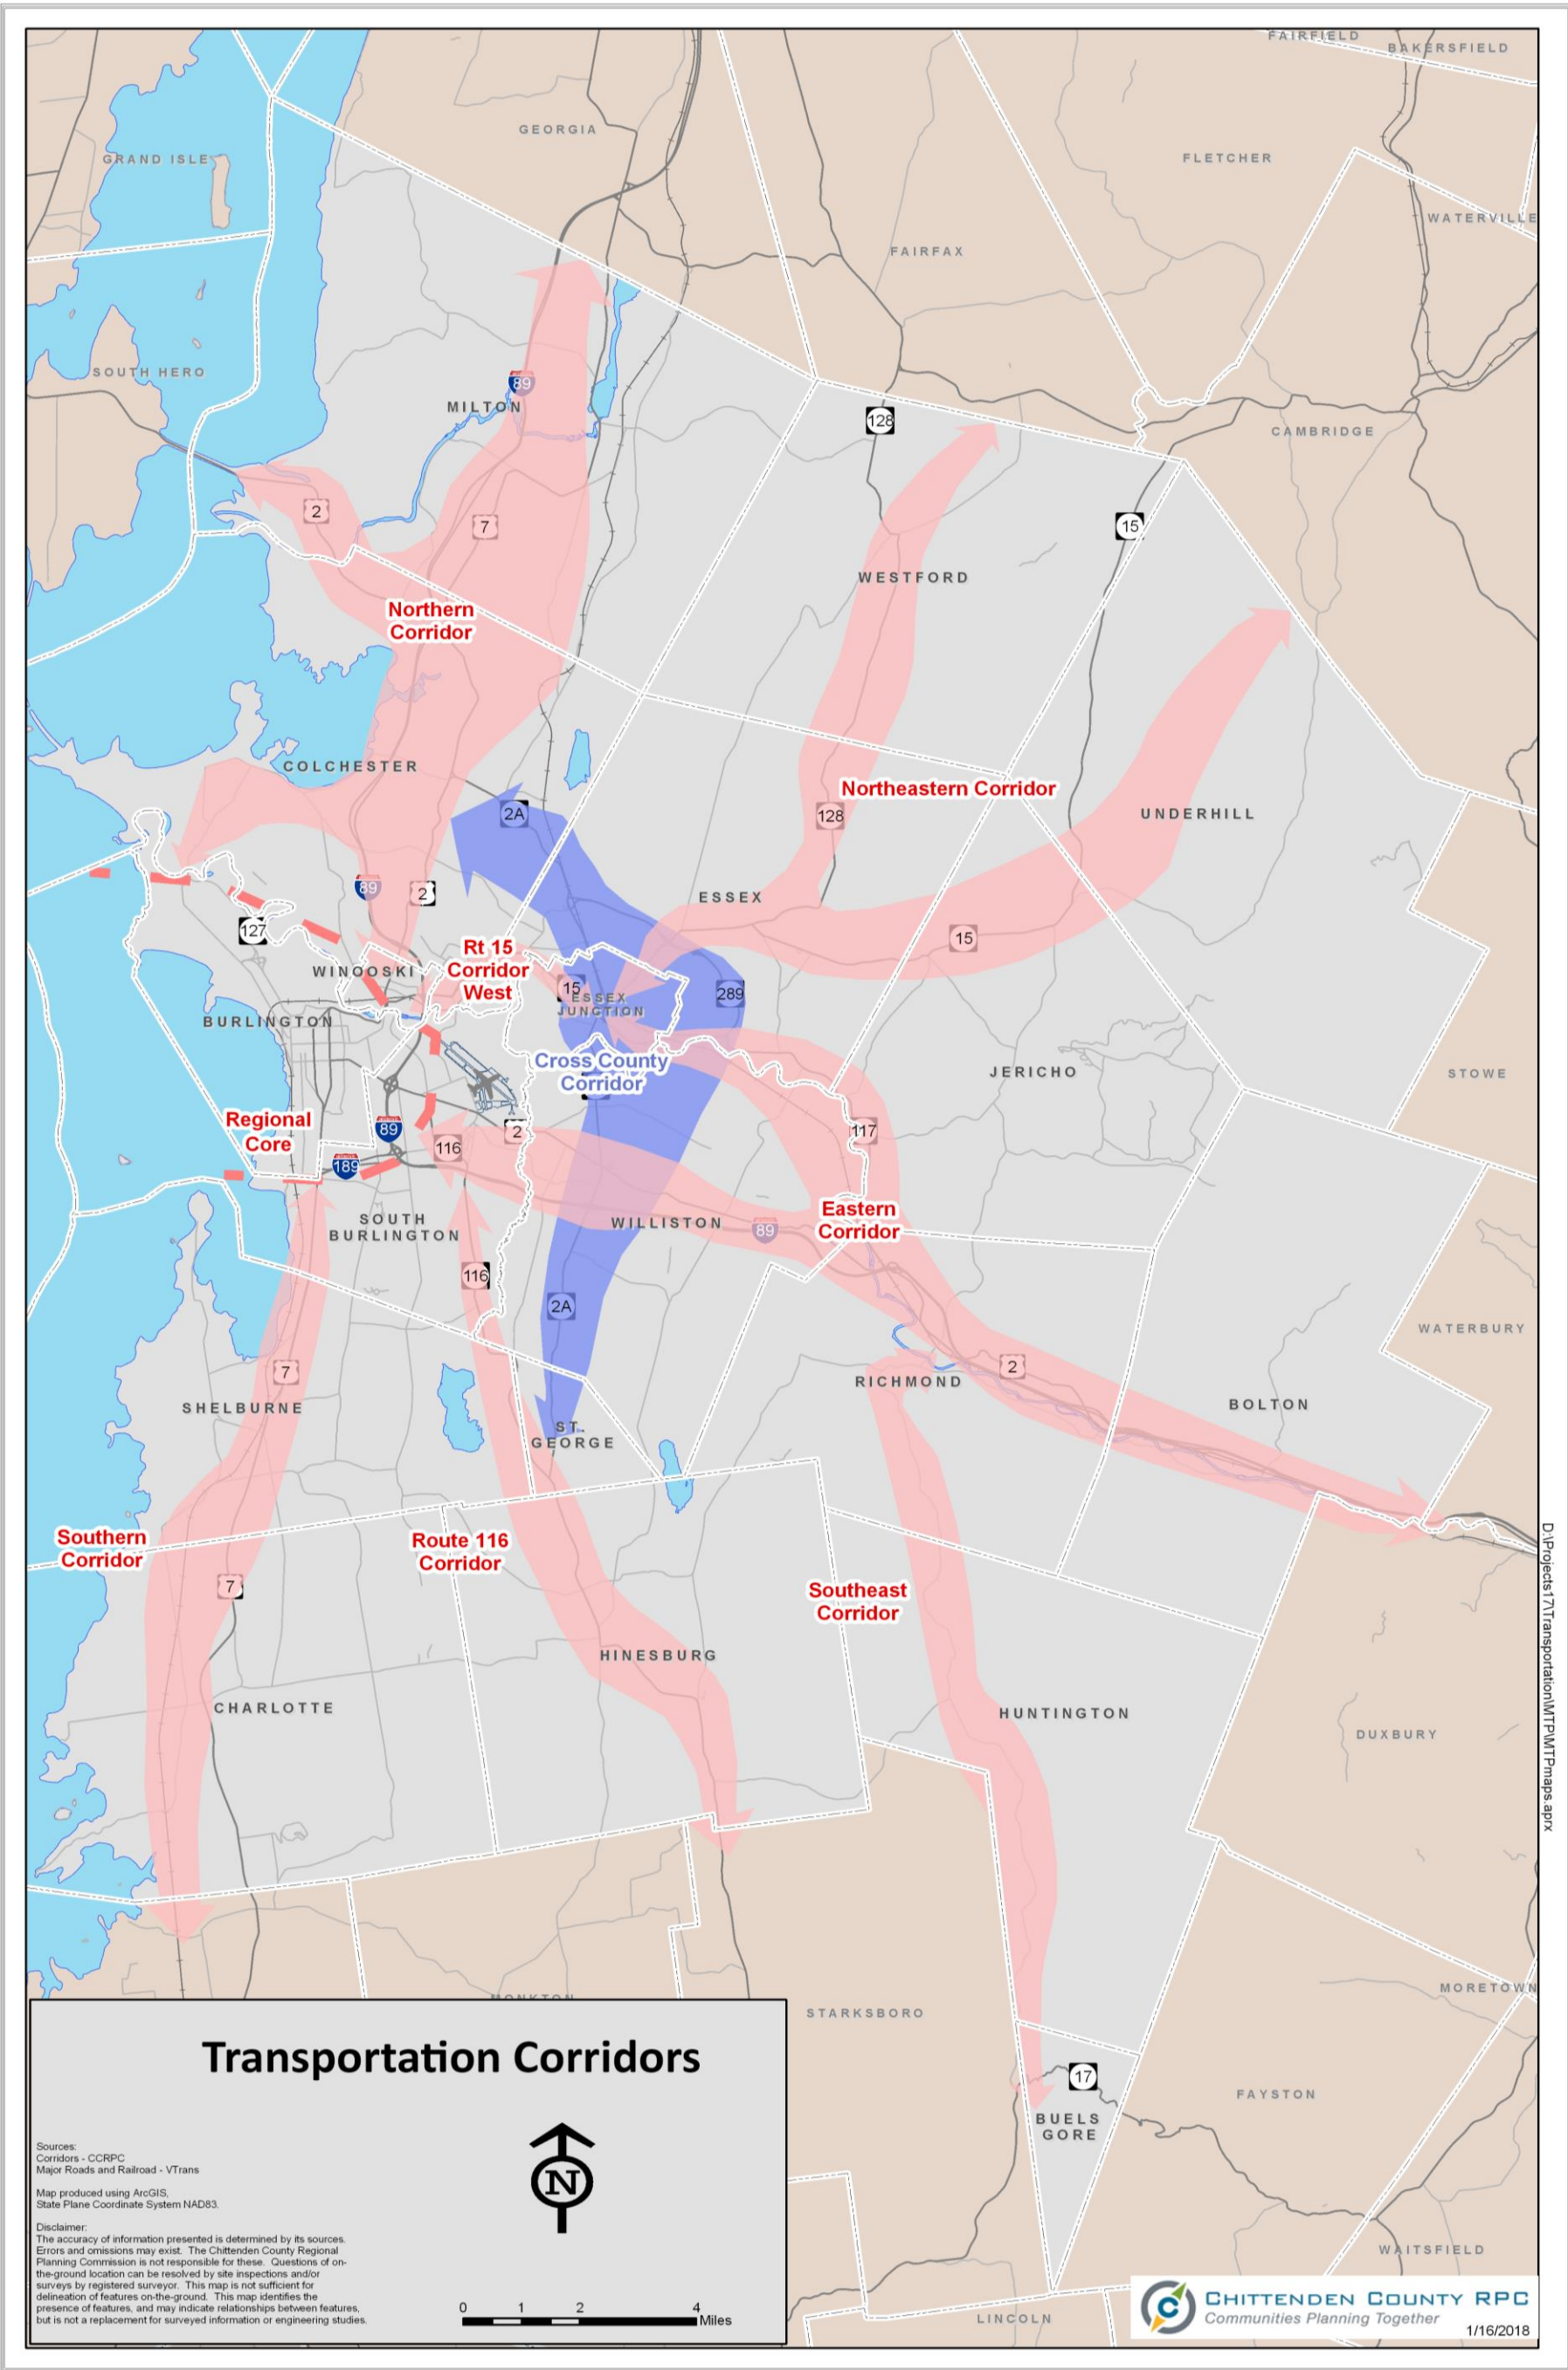 FAIRFIELD
BAKERSFIELD
GEORGIA
GRAND ISLE
FLETCHER
WATERVILLE
FAIRFAX
SOUTH HERO
89
MILTON
128
CAMBRIDGE
2
7
15
WESTFORD
Northern
Corridor
COLCHESTER
Northeastern Corridor
2A
128
UNDERHILL
89
2
ESSEX
127
15
Rt 15
Corridor
West
WINOOSKI
15
ESSEX
JUNCTION
289
BURLINGTON
Cross County
Corridor
JERICHO
STOWE
Regional
Core
89
2
117
116
189
SOUTH
BURLINGTON
WILLISTON
89
Eastern
Corridor
116
2A
WATERBURY
7
2
RICHMOND
SHELBURNE
BOLTON
ST.
GEORGE
Southern
Corridor
Route 116
Corridor
7
Southeast
Corridor
HINESBURG
CHARLOTTE
HUNTINGTON
DUXBURY
D:\Projects17\Transportation\MTP\MTPmaps.aprx
MORETOWN
MONKTON
STARKSBORO
17
FAYSTON
BUELS
GORE
WAITSFIELD
LINCOLN
Transportation Corridors
N
Sources:
Corridors - CCRPC
Major Roads and Railroad - VTrans
Map produced using ArcGIS,
State Plane Coordinate System NAD83.
Disclaimer:
The accuracy of information presented is determined by its sources.
Errors and omissions may exist. The Chittenden County Regional
Planning Commission is not responsible for these. Questions of on-
the-ground location can be resolved by site inspections and/or
surveys by registered surveyor. This map is not sufficient for
delineation of features on-the-ground. This map identifies the
presence of features, and may indicate relationships between features,
but is not a replacement for surveyed information or engineering studies.
0 1 2 4
Miles
CHITTENDEN COUNTY RPC
Communities Planning Together
1/16/2018